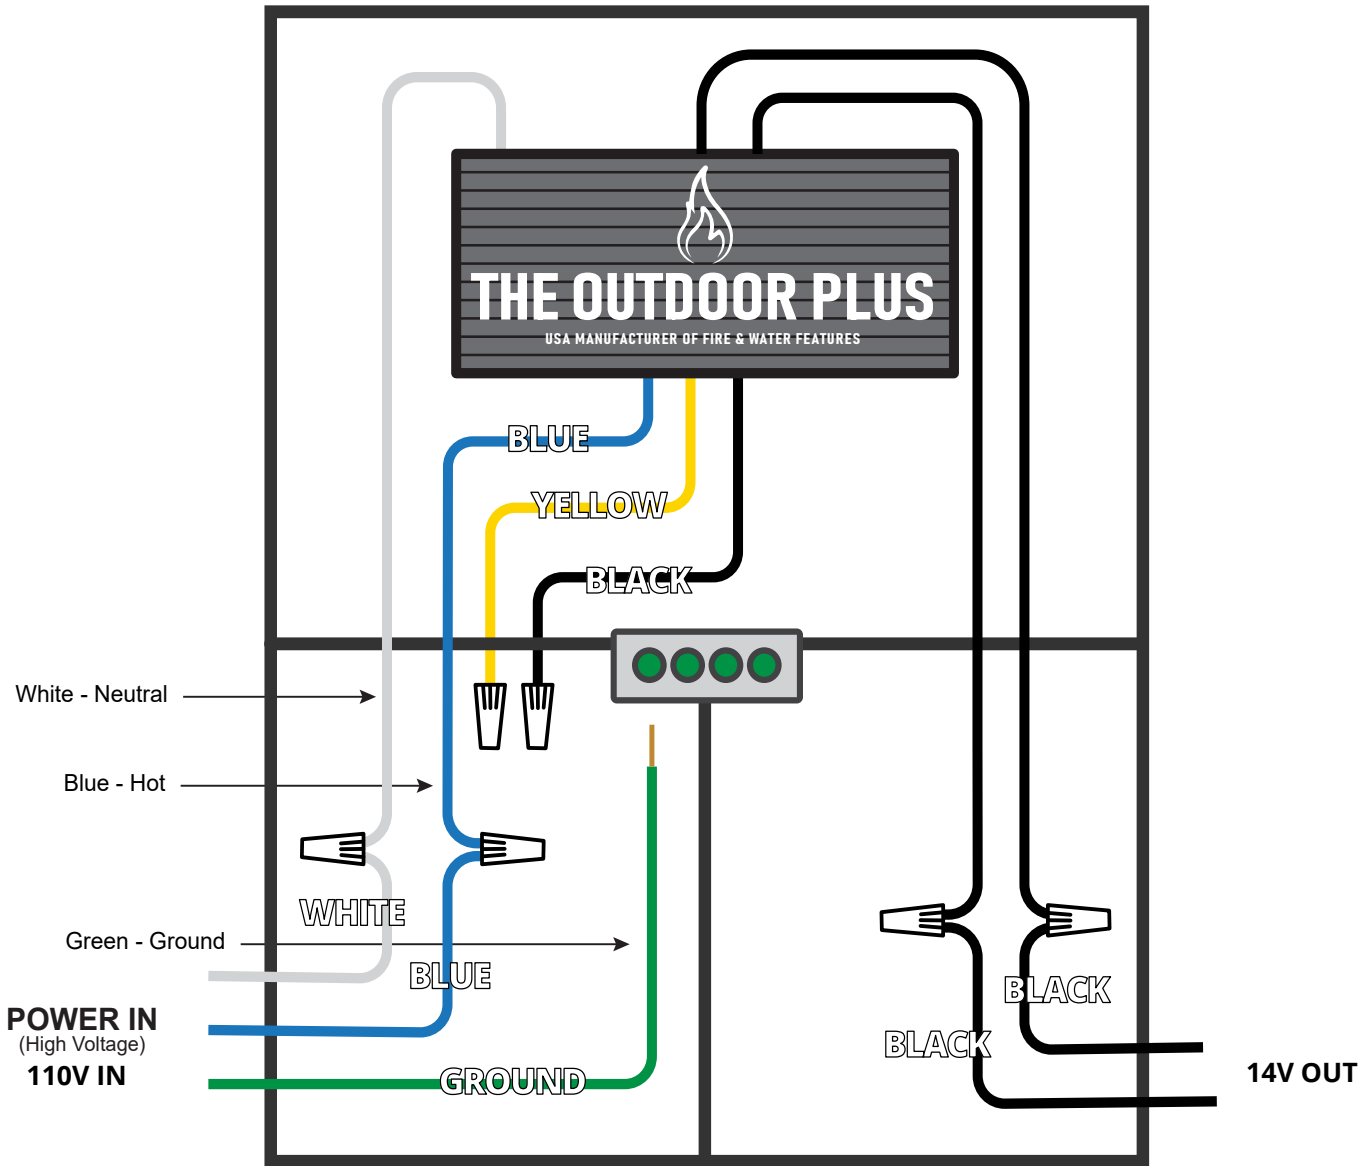 THE OUTDOOR PLUS
USA MANUFACTURER OF FIRE & WATER FEATURES
BLUE
YELLOW
BLACK
White - Neutral
Blue - Hot
WHITE
Green - Ground
BLUE
BLACK
POWER IN
(High Voltage)
110V IN
BLACK
14V OUT
GROUND